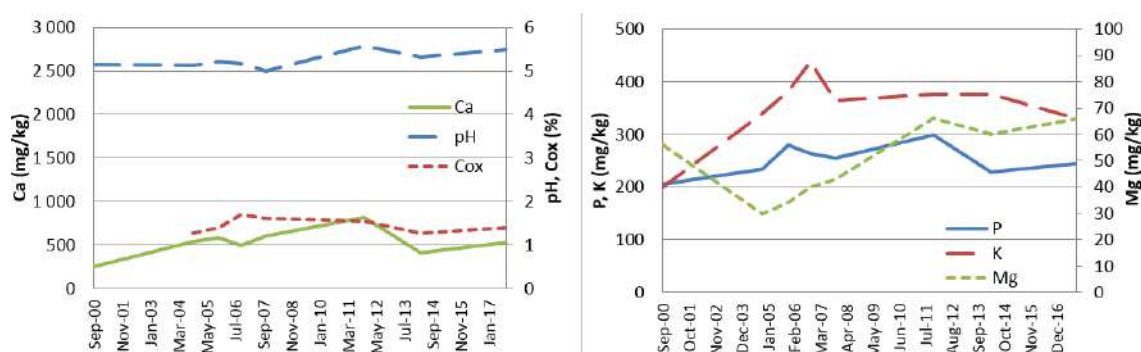 3 000
2 500
2 000
1 500
1 000
500
0
Ca (mg/kg)
6
5
4
3
2
1
0
pH, Cox (%)
Ca
pH
Cox
Sep-00
Nov-01
Jan-03
Mar-04
May-05
Jul-06
Sep-07
Nov-08
Jan-10
Mar-11
May-12
Jul-13
Sep-14
Nov-15
Jan-17
500
400
300
200
100
0
P, K (mg/kg)
100
90
80
70
60
50
40
30
20
10
0
Mg (mg/kg)
P
K
Mg
Sep-00
Oct-01
Nov-02
Dec-03
Jan-05
Feb-06
Mar-07
Apr-08
May-09
Jun-10
Jul-11
Aug-12
Sep-13
Oct-14
Nov-15
Dec-16